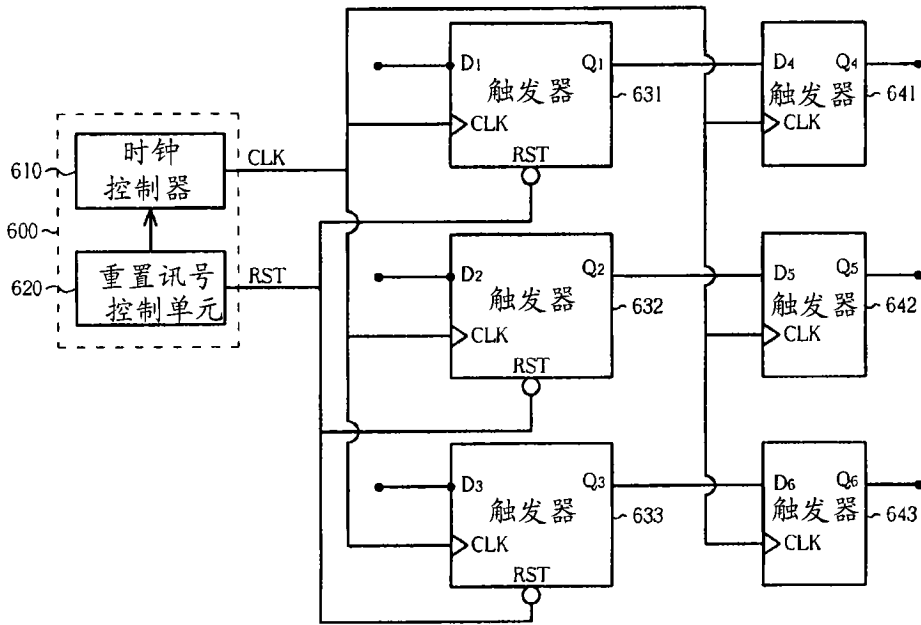 610
时钟
控制器
CLK
600
620
重置讯号
控制单元
RST
D1
Q1
触发器
CLK
RST
631
D4
Q4
触发器
CLK
641
D2
Q2
触发器
CLK
RST
632
D5
Q5
触发器
CLK
642
D3
Q3
触发器
CLK
RST
633
D6
Q6
触发器
CLK
643